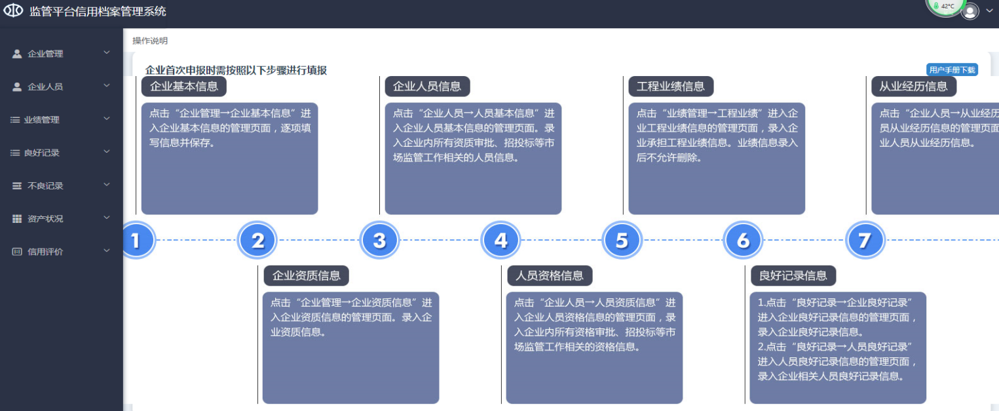 监管平台信用档案管理系统
42°C
企业管理
企业人员
业绩管理
良好记录
不良记录
资产状况
信用评价
操作说明
企业首次申报时需按照以下步骤进行填报
用户手册下载
企业基本信息
点击“企业管理→企业基本信息”进
入企业基本信息的管理页面，逐项填
写信息并保存。
企业人员信息
点击“企业人员→人员基本信息”进
入企业人员基本信息的管理页面。录
入企业内所有资质审批、招投标等市
场监管工作相关的人员信息。
工程业绩信息
点击“业绩管理→工程业绩”进入企
业工程业绩信息的管理页面，录入企
业承担工程业绩信息。业绩信息录入
后不允许删除。
从业经历信息
点击“企业人员→从业经历
员从业经历信息的管理页面
业人员从业经历信息。
1
2
3
4
5
6
7
企业资质信息
点击“企业管理→企业资质信息”进
入企业资质信息的管理页面。录入企
业资质信息。
人员资格信息
点击“企业人员→人员资质信息”进
入企业人员资格信息的管理页面，录
入企业内所有资格审批、招投标等市
场监管工作相关的资格信息。
良好记录信息
1.点击“良好记录→企业良好记录”
进入企业良好记录信息的管理页面，
录入企业良好记录信息。
2.点击“良好记录→人员良好记录”
进入人员良好记录信息的管理页面，
录入企业相关人员良好记录信息。